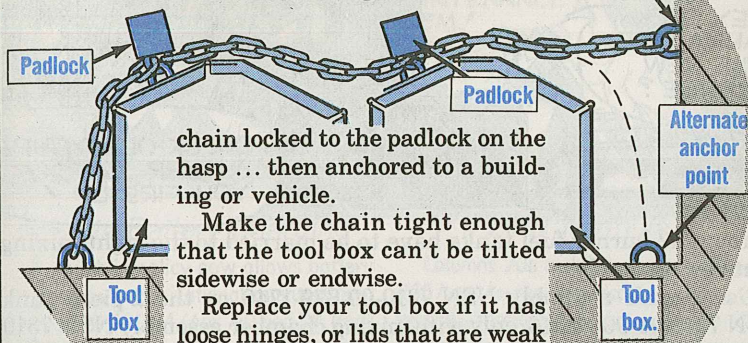 Padlock
Padlock
Alternate
anchor
point
chain locked to the padlock on the
hasp ... then anchored to a build-
ing or vehicle.
Make the chain tight enough
that the tool box can't be tilted
sidewise or endwise.
Replace your tool box if it has
loose hinges, or lids that are weak
Tool
box
Tool
box.